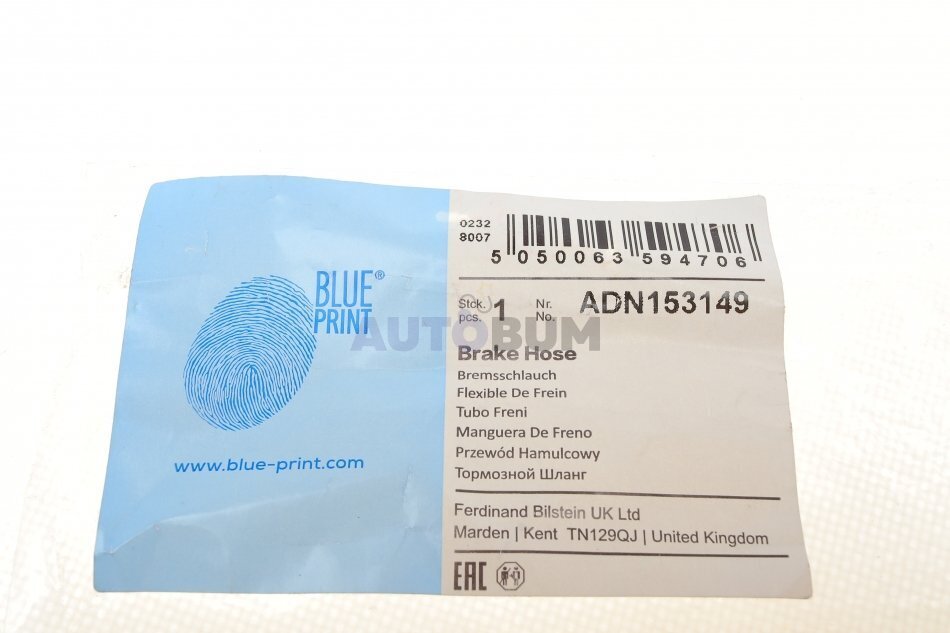 BLUE®
PRINT
www.blue-print.com
0232
8007
5 050063 594706
Stck. 1 Nr. ADN153149
pcs. No.
AUTOBUM
Brake Hose
Bremsschlauch
Flexible De Frein
Tubo Freni
Manguera De Freno
Przewód Hamulcowy
Тормозной Шланг
Ferdinand Bilstein UK Ltd
Marden | Kent TN129QJ | United Kingdom
EAC